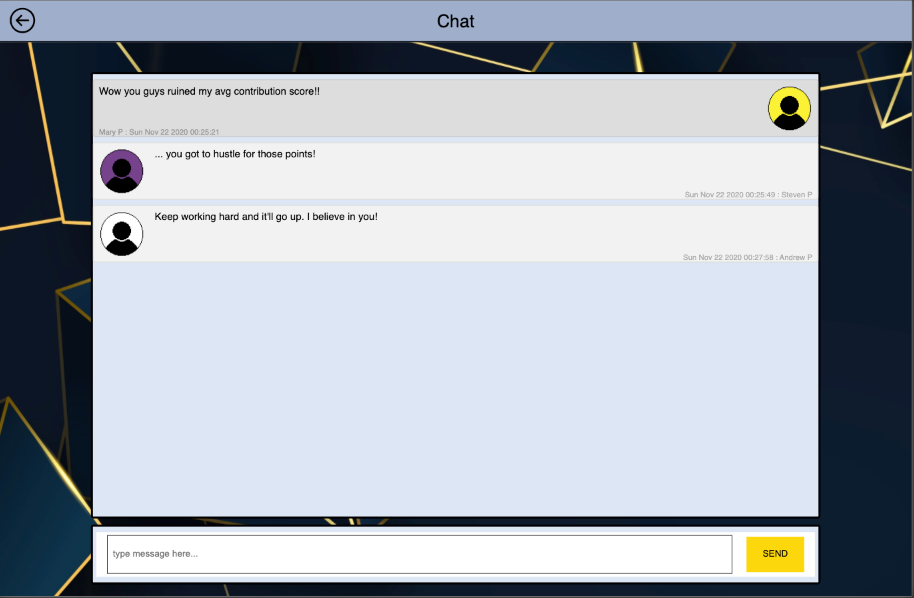 Chat
Wow you guys ruined my avg contribution score!!
Mary P : Sun Nov 22 2020 00:25:21
... you got to hustle for those points!
Sun Nov 22 2020 00:25:49 : Steven P
Keep working hard and it'll go up. I believe in you!
Sun Nov 22 2020 00:27:58 : Andrew P
type message here...
SEND